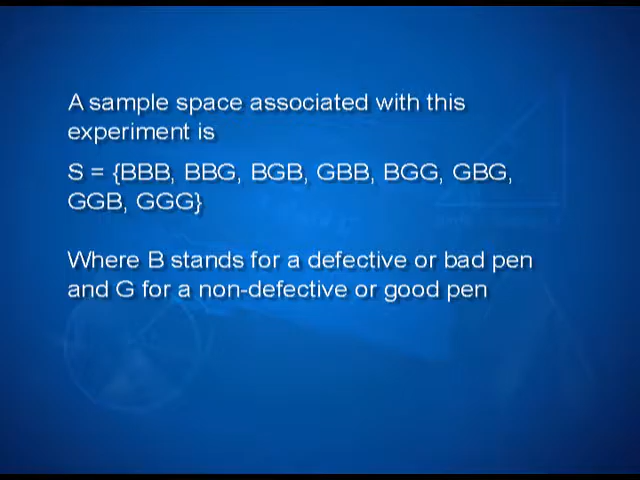 A sample space associated with this
experiment is
S = {BBB, BBG, BGB, GBB, BGG, GBG,
GGB, GGG}
Where B stands for a defective or bad pen
and G for a non-defective or good pen